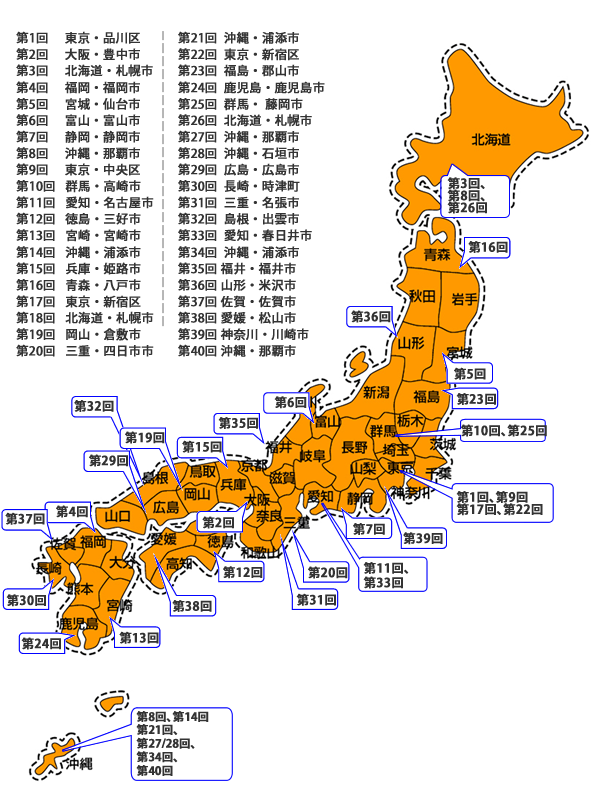 第1回 東京・品川区
第2回 大阪・豊中市
第3回 北海道・札幌市
第4回 福岡・福岡市
第5回 宮城・仙台市
第6回 富山・富山市
第7回 静岡・静岡市
第8回 沖縄・那覇市
第9回 東京・中央区
第10回 群馬・高崎市
第11回 愛知・名古屋市
第12回 徳島・三好市
第13回 宮崎・宮崎市
第14回 沖縄・浦添市
第15回 兵庫・姫路市
第16回 青森・八戸市
第17回 東京・新宿区
第18回 北海道・札幌市
第19回 岡山・倉敷市
第20回 三重・四日市市
第21回 沖縄・浦添市
第22回 東京・新宿区
第23回 福島・郡山市
第24回 鹿児島・鹿児島市
第25回 群馬・ 藤岡市
第26回 北海道・札幌市
第27回 沖縄・那覇市
第28回 沖縄・石垣市
第29回 広島・広島市
第30回 長崎・時津町
第31回 三重・名張市
第32回 島根・出雲市
第33回 愛知・春日井市
第34回 沖縄・浦添市
第35回 福井・福井市
第36回 山形・米沢市
第37回 佐賀・佐賀市
第38回 愛媛・松山市
第39回 神奈川・川崎市
第40回 沖縄・那覇市
北海道
第3回、
第8回、
第26回
青森
第16回
秋田
岩手
第36回
山形
宮城
第5回
新潟
福島
第23回
第6回
富山
石川
栃木
群馬
第10回、第25回
茨城
第35回
福井
長野
埼玉
岐阜
山梨
東京
千葉
神奈川
第1回、第9回
第17回、第22回
第39回
第32回
第19回
第15回
第29回
島根
鳥取
兵庫
京都
滋賀
岡山
広島
山口
大阪
第2回
奈良
三重
愛知
静岡
第7回
第11回、
第33回
和歌山
第20回
第31回
第4回
第37回
佐賀
福岡
大分
長崎
第30回
熊本
宮崎
鹿児島
第24回
第13回
愛媛
徳島
高知
第12回
第38回
第8回、第14回
第21回、
第27/28回、
第34回、
第40回
沖縄